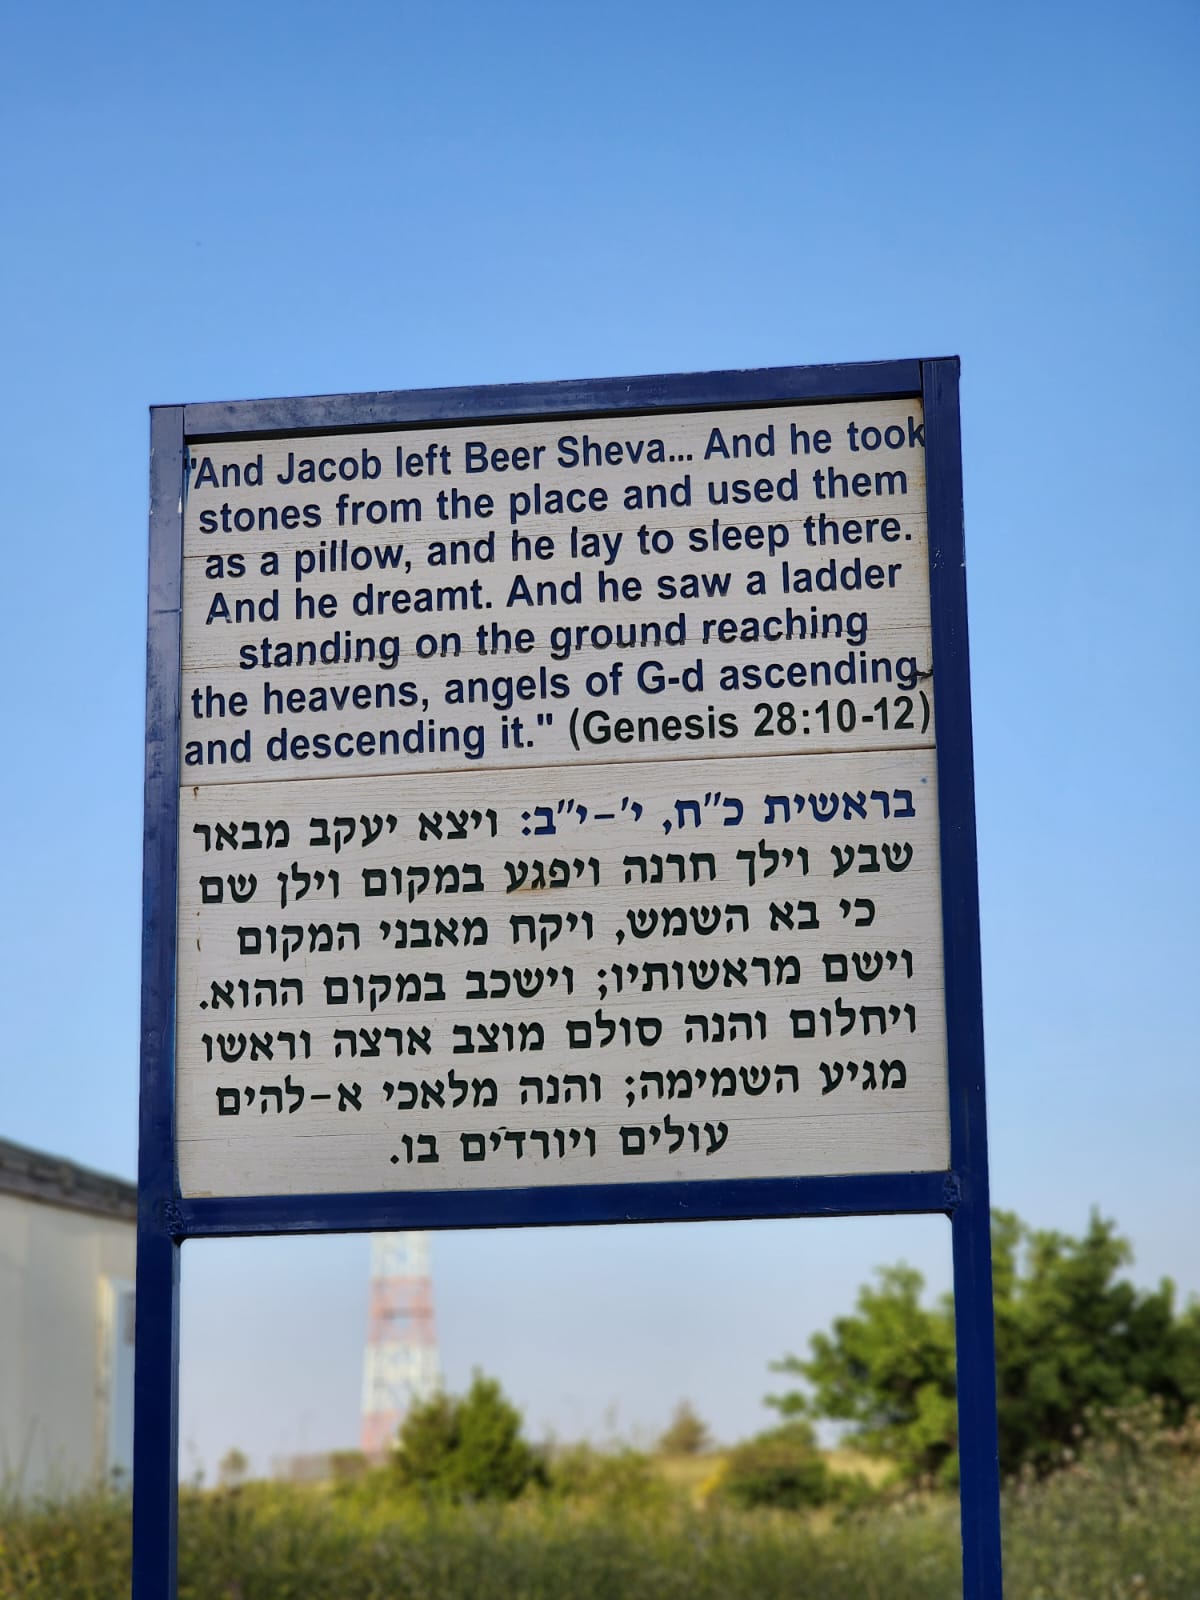 "And Jacob left Beer Sheva... And he took
stones from the place and used them
as a pillow, and he lay to sleep there.
And he dreamt. And he saw a ladder
standing on the ground reaching
the heavens, angels of G-d ascending
and descending it." (Genesis 28:10-12)
בראשית כ"ח, י'-י"ב: ויצא יעקב מבאר
שבע וילך חרנה ויפגע במקום וילן שם
כי בא השמש, ויקח מאבני המקום
וישם מראשותיו; וישכב במקום ההוא.
ויחלום והנה סולם מוצב ארצה וראשו
מגיע השמימה; והנה מלאכי א-להים
עולים ויורדים בו.